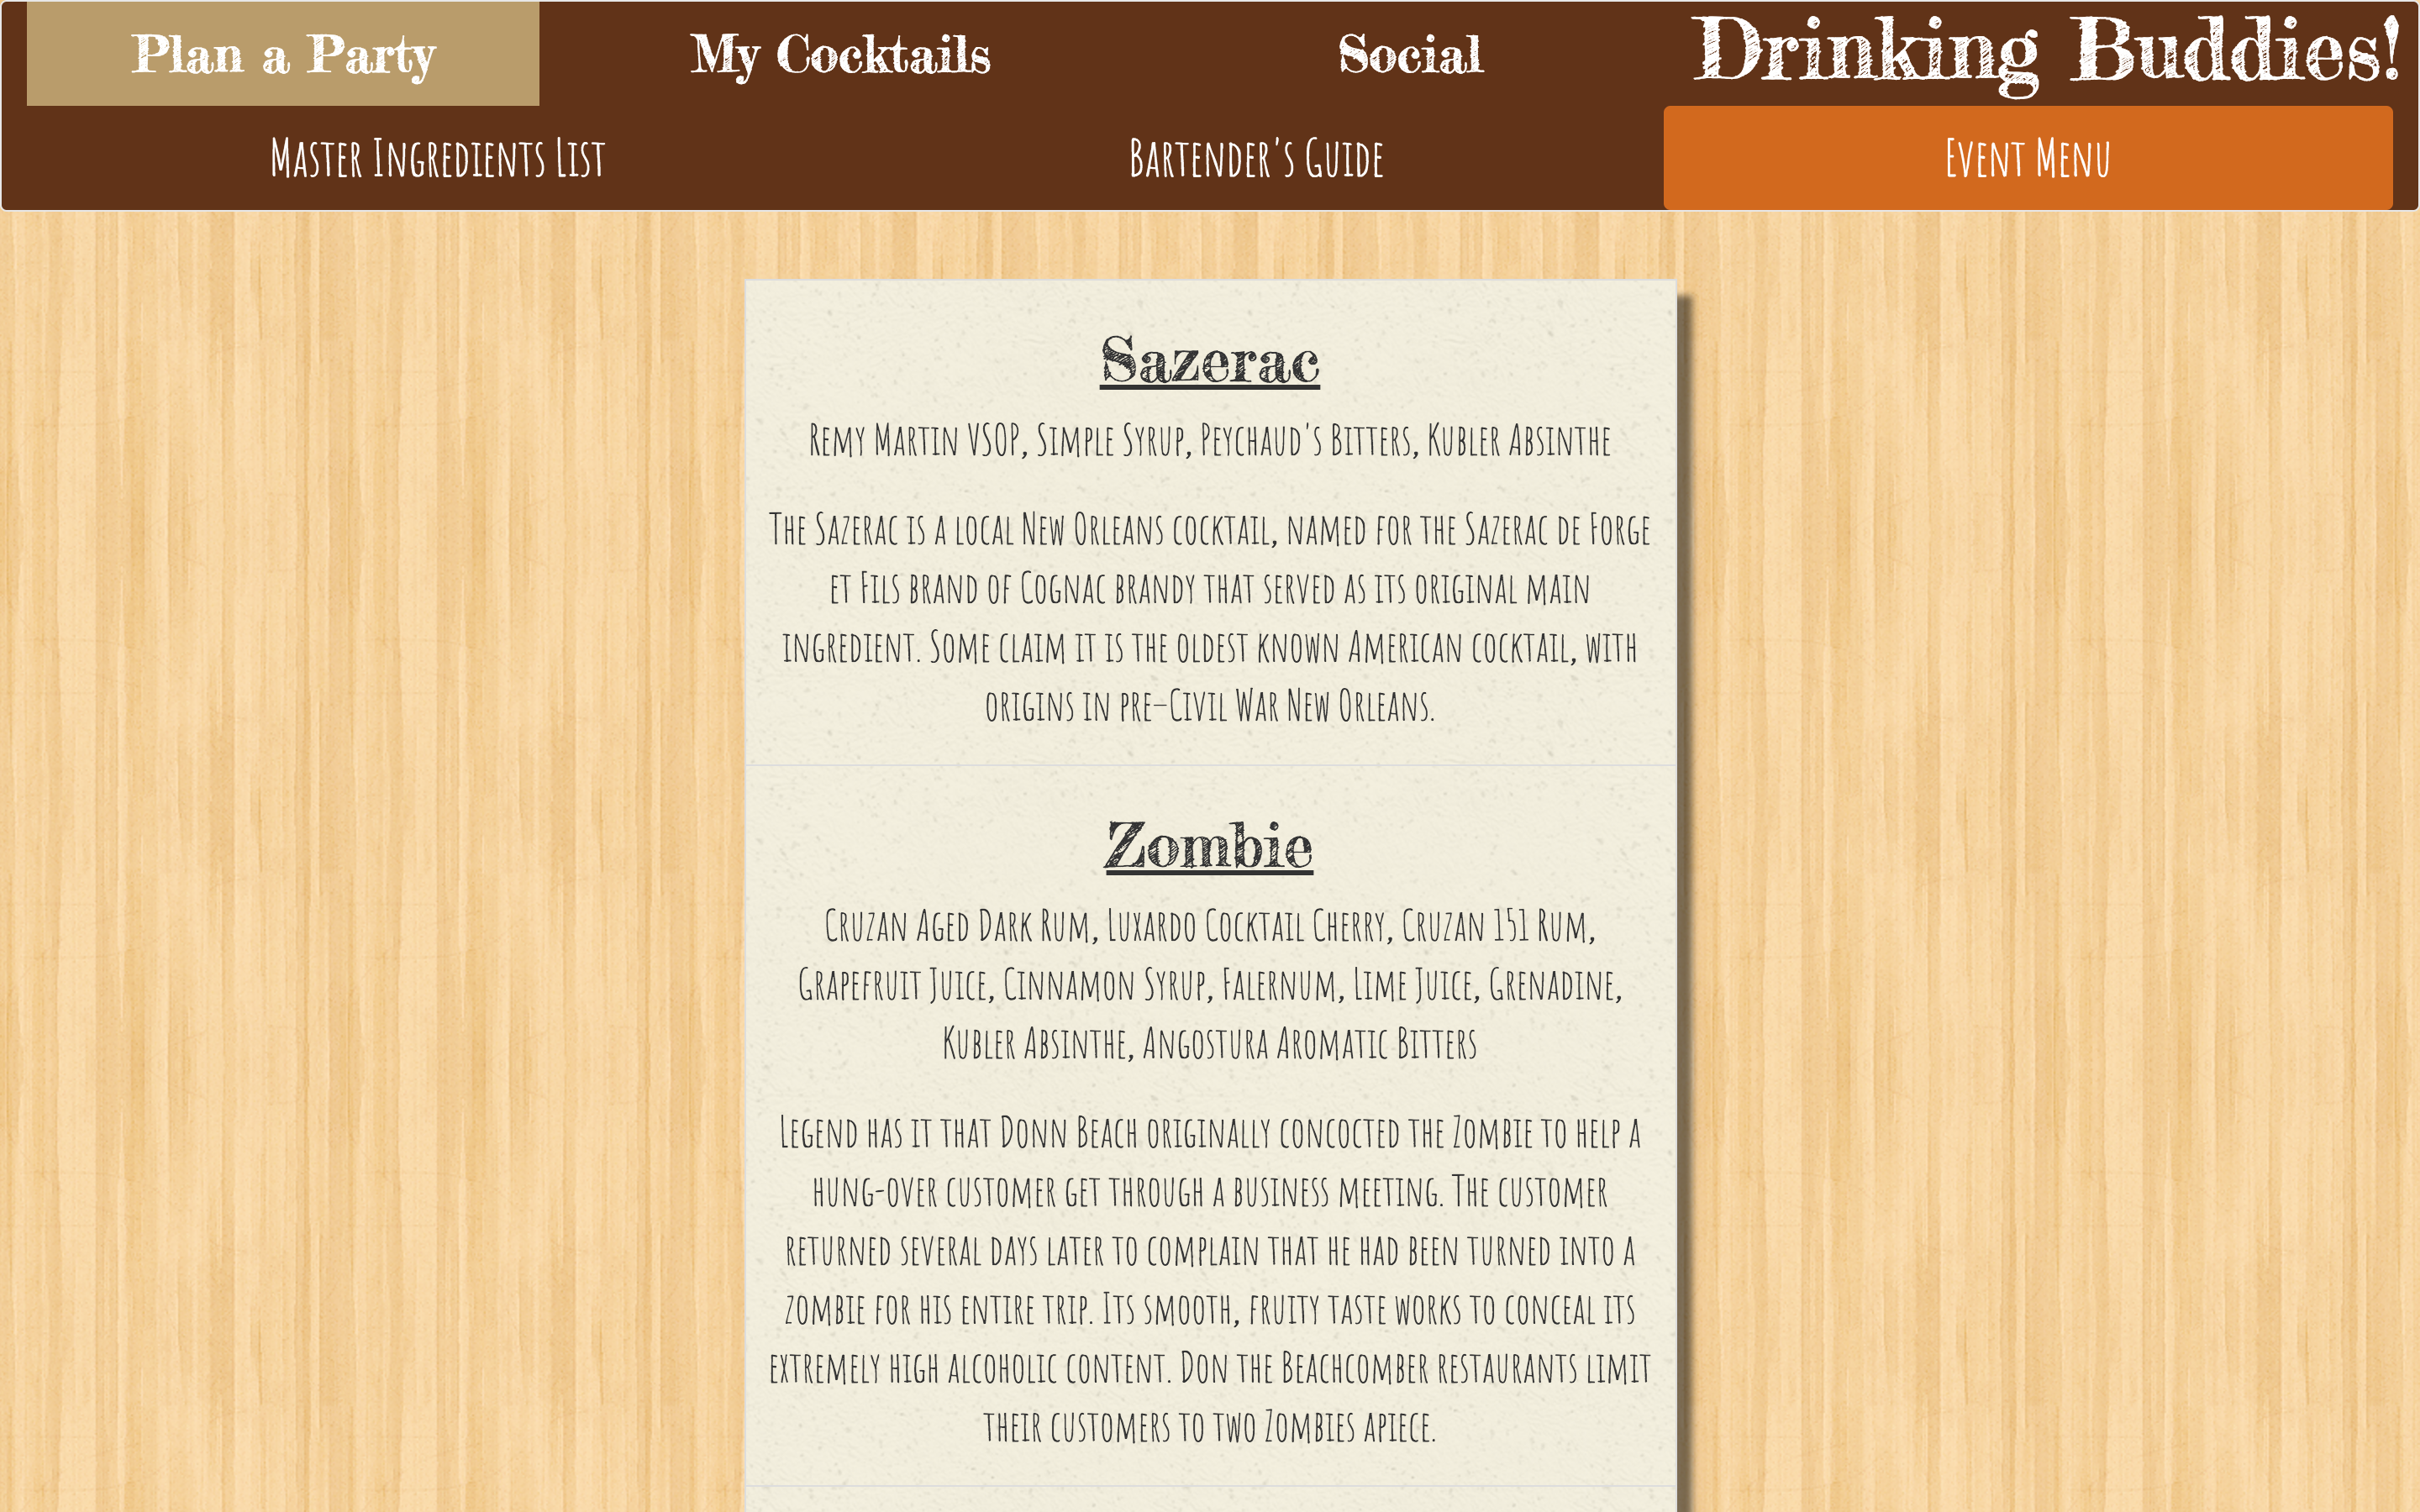 Plan a Party
My Cocktails
Social
Drinking Buddies!
Master Ingredients List
Bartender's Guide
Event Menu
Sazerac
Remy Martin VSOP, Simple Syrup, Peychaud's Bitters, Kubler Absinthe
The Sazerac is a local New Orleans cocktail, named for the Sazerac de Forge
et Fils brand of Cognac brandy that served as its original main
ingredient. Some claim it is the oldest known American cocktail, with
origins in pre–Civil War New Orleans.
Zombie
Cruzan Aged Dark Rum, Luxardo Cocktail Cherry, Cruzan 151 Rum,
Grapefruit Juice, Cinnamon Syrup, Falernum, Lime Juice, Grenadine,
Kubler Absinthe, Angostura Aromatic Bitters
Legend has it that Donn Beach originally concocted the Zombie to help a
hung-over customer get through a business meeting. The customer
returned several days later to complain that he had been turned into a
zombie for his entire trip. Its smooth, fruity taste works to conceal its
extremely high alcoholic content. Don the Beachcomber restaurants limit
their customers to two Zombies apiece.